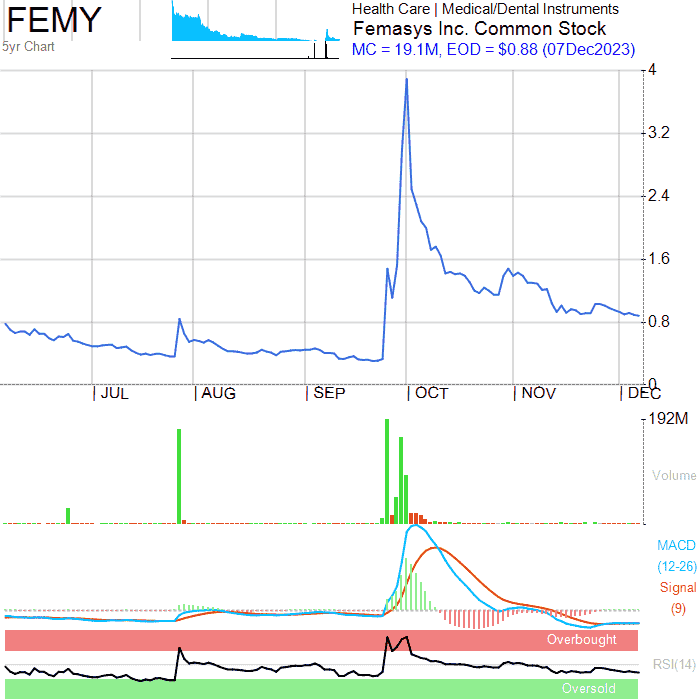 FEMY
5yr Chart
Health Care | Medical/Dental Instruments
Femasys Inc. Common Stock
MC = 19.1M, EOD = $0.88 (07Dec2023)
4
3.2
2.4
1.6
0.8
0
JUL AUG SEP OCT NOV DEC
192M
Volume
MACD
(12-26)
Signal
(9)
Overbought
RSI(14)
Oversold